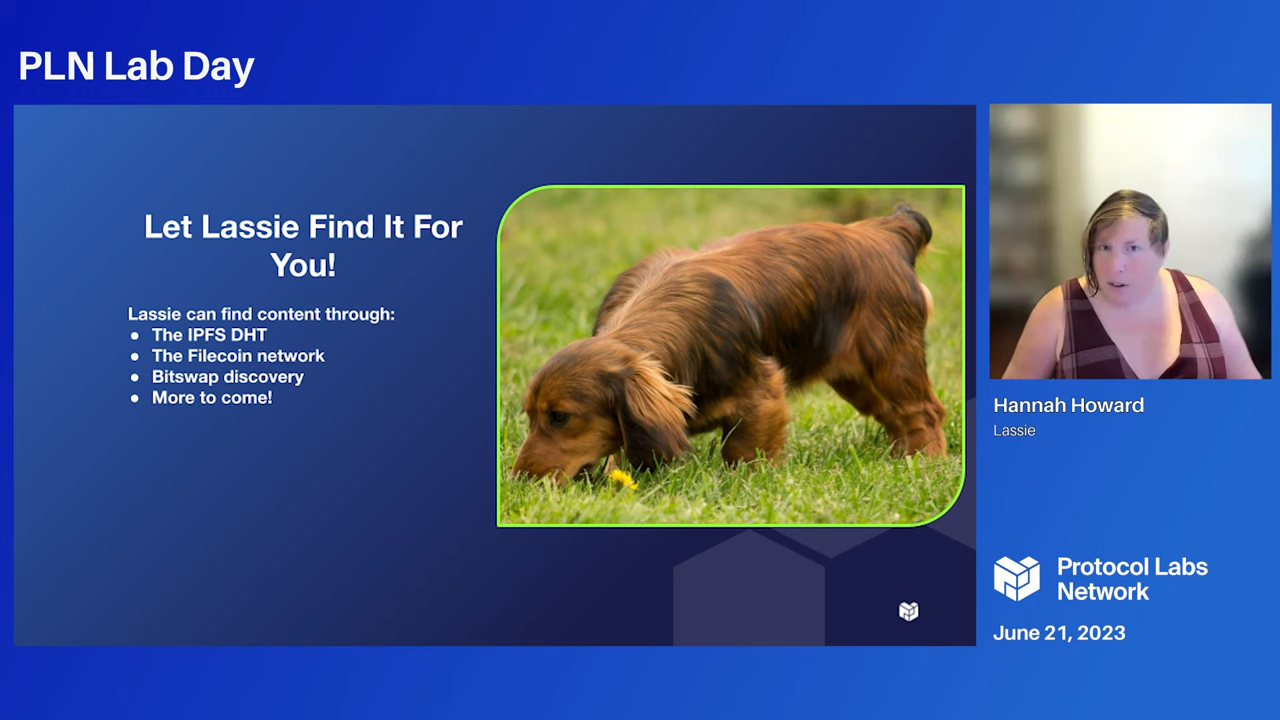 PLN Lab Day
Let Lassie Find It For
You!
Lassie can find content through:
● The IPFS DHT
● The Filecoin network
● Bitswap discovery
● More to come!
Hannah Howard
Lassie
Protocol Labs
Network
June 21, 2023